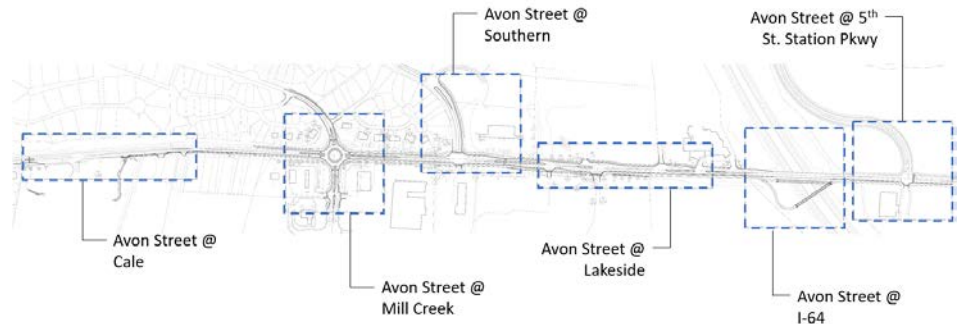 Avon Street @
Southern
Avon Street @ 5th
St. Station Pkwy
Avon Street @
Cale
Avon Street @
Mill Creek
Avon Street @
Lakeside
Avon Street @
I-64